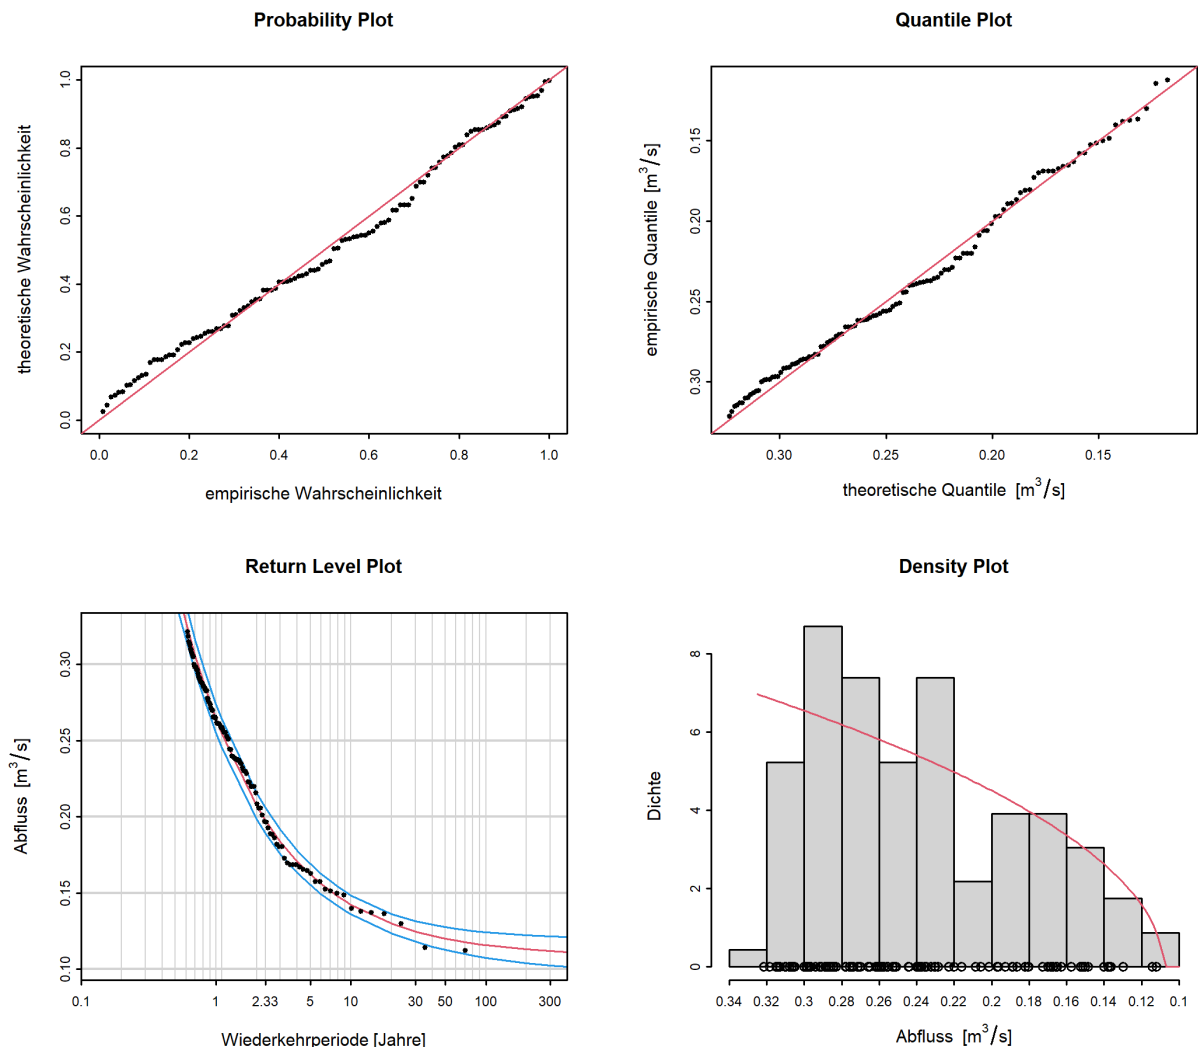 Probability Plot
theoretische Wahrscheinlichkeit
0.0 0.2 0.4 0.6 0.8 1.0
0.0 0.2 0.4 0.6 0.8 1.0
empirische Wahrscheinlichkeit
Quantile Plot
empirische Quantile [m³/s]
0.30 0.25 0.20 0.15
0.30 0.25 0.20 0.15
theoretische Quantile [m³/s]
Return Level Plot
Abfluss [m³/s]
0.10 0.15 0.20 0.25 0.30
0.1 1 2.33 5 10 30 100 300
Wiederkehrperiode [Jahre]
Density Plot
Dichte
0 2 4 6 8
0.34 0.32 0.3 0.28 0.26 0.24 0.22 0.2 0.18 0.16 0.14 0.12 0.1
Abfluss [m³/s]